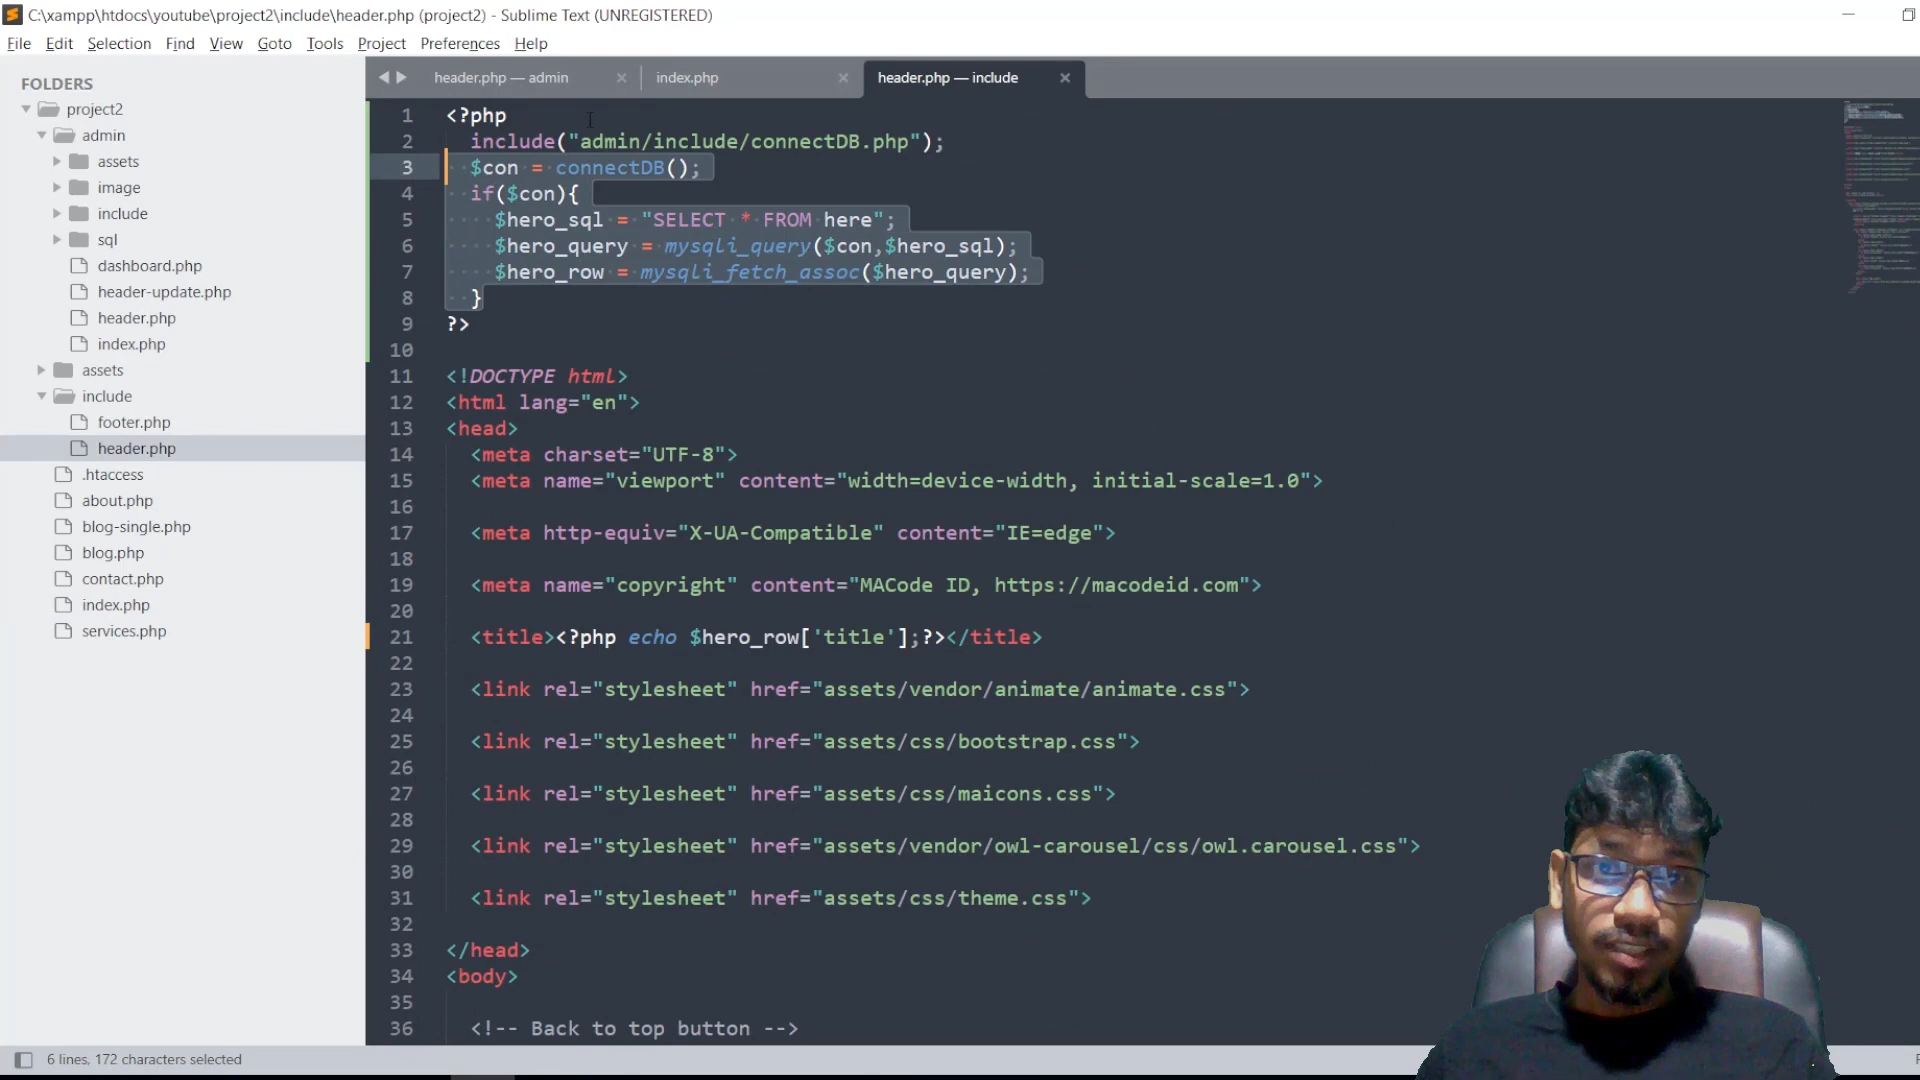 C:\xampp\htdocs\youtube\project2\include\header.php (project2) - Sublime Text (UNREGISTERED)
File Edit Selection Find View Goto Tools Project Preferences Help
FOLDERS
project2
admin
assets
image
include
sql
dashboard.php
header-update.php
header.php
index.php
assets
include
footer.php
header.php
.htaccess
about.php
blog-single.php
blog.php
contact.php
index.php
services.php
header.php — admin
index.php
header.php — include
1 <?php
2 include("admin/include/connectDB.php");
3 $con = connectDB();
4 if($con){
5 $hero_sql = "SELECT * FROM here";
6 $hero_query = mysqli_query($con,$hero_sql);
7 $hero_row = mysqli_fetch_assoc($hero_query);
8 }
9 ?>
10
11 <!DOCTYPE html>
12 <html lang="en">
13 <head>
14 <meta charset="UTF-8">
15 <meta name="viewport" content="width=device-width, initial-scale=1.0">
16
17 <meta http-equiv="X-UA-Compatible" content="IE=edge">
18
19 <meta name="copyright" content="MACode ID, https://macodeid.com">
20
21 <title><?php echo $hero_row['title'];?></title>
22
23 <link rel="stylesheet" href="assets/vendor/animate/animate.css">
24
25 <link rel="stylesheet" href="assets/css/bootstrap.css">
26
27 <link rel="stylesheet" href="assets/css/maicons.css">
28
29 <link rel="stylesheet" href="assets/vendor/owl-carousel/css/owl.carousel.css">
30
31 <link rel="stylesheet" href="assets/css/theme.css">
32
33 </head>
34 <body>
35
36 <!-- Back to top button -->
6 lines, 172 characters selected